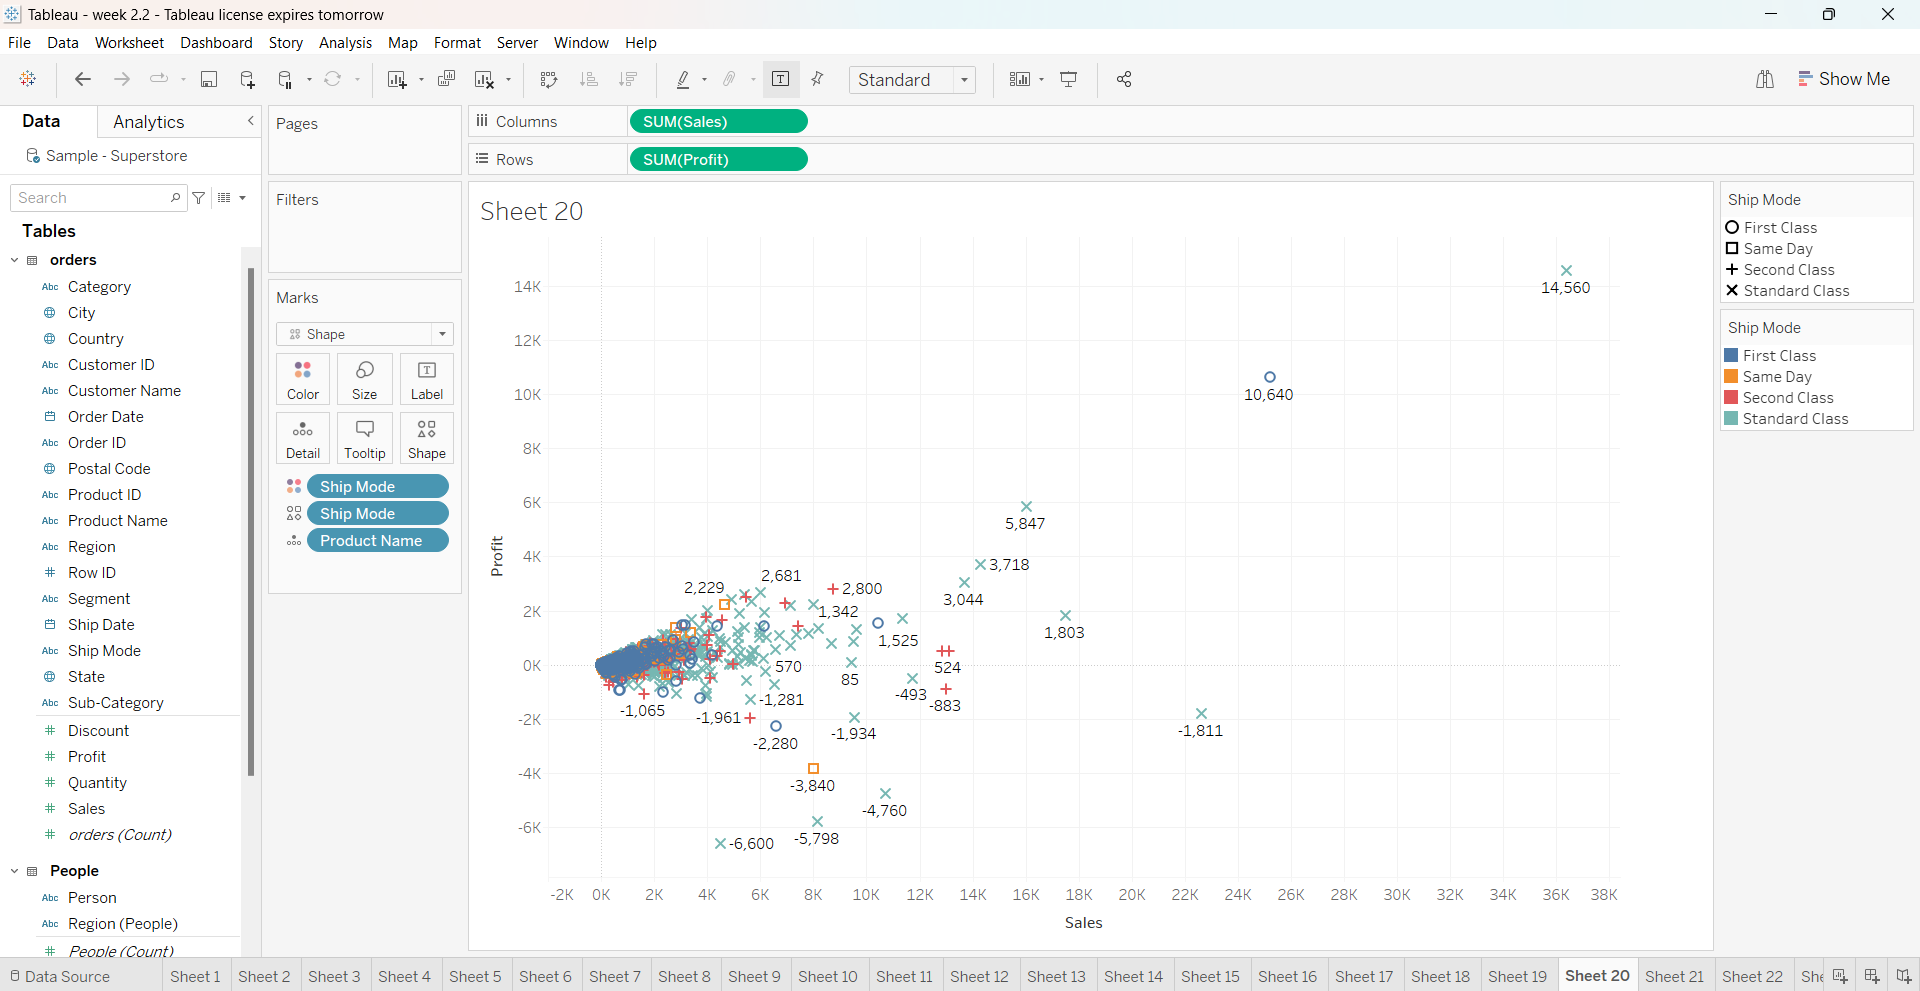 Tableau - week 2.2 - Tableau license expires tomorrow
File Data Worksheet Dashboard Story Analysis Map Format Server Window Help
Standard
Show Me
Data Analytics
Sample - Superstore
Search
Tables
orders
Abc Category
City
Country
Abc Customer ID
Abc Customer Name
Order Date
Abc Order ID
Postal Code
Abc Product ID
Abc Product Name
Abc Region
# Row ID
Abc Segment
Ship Date
Abc Ship Mode
State
Abc Sub-Category
# Discount
# Profit
# Quantity
# Sales
# orders (Count)
People
Abc Person
Abc Region (People)
# People (Count)
Pages
Filters
Marks
Shape
Color Size Label
Detail Tooltip Shape
Ship Mode
Ship Mode
Product Name
Columns SUM(Sales)
Rows SUM(Profit)
Sheet 20
14K
12K
10K
8K
6K
4K
2K
0K
-2K
-4K
-6K
Profit
14,560
10,640
5,847
3,718
2,681
2,229
2,800
3,044
1,342
1,803
1,525
570
524
85
-493
-1,281
-883
-1,065
-1,961
-1,811
-1,934
-2,280
-3,840
-4,760
-5,798
-6,600
-2K 0K 2K 4K 6K 8K 10K 12K 14K 16K 18K 20K 22K 24K 26K 28K 30K 32K 34K 36K 38K
Sales
Ship Mode
First Class
Same Day
Second Class
Standard Class
Ship Mode
First Class
Same Day
Second Class
Standard Class
Data Source Sheet 1 Sheet 2 Sheet 3 Sheet 4 Sheet 5 Sheet 6 Sheet 7 Sheet 8 Sheet 9 Sheet 10 Sheet 11 Sheet 12 Sheet 13 Sheet 14 Sheet 15 Sheet 16 Sheet 17 Sheet 18 Sheet 19 Sheet 20 Sheet 21 Sheet 22